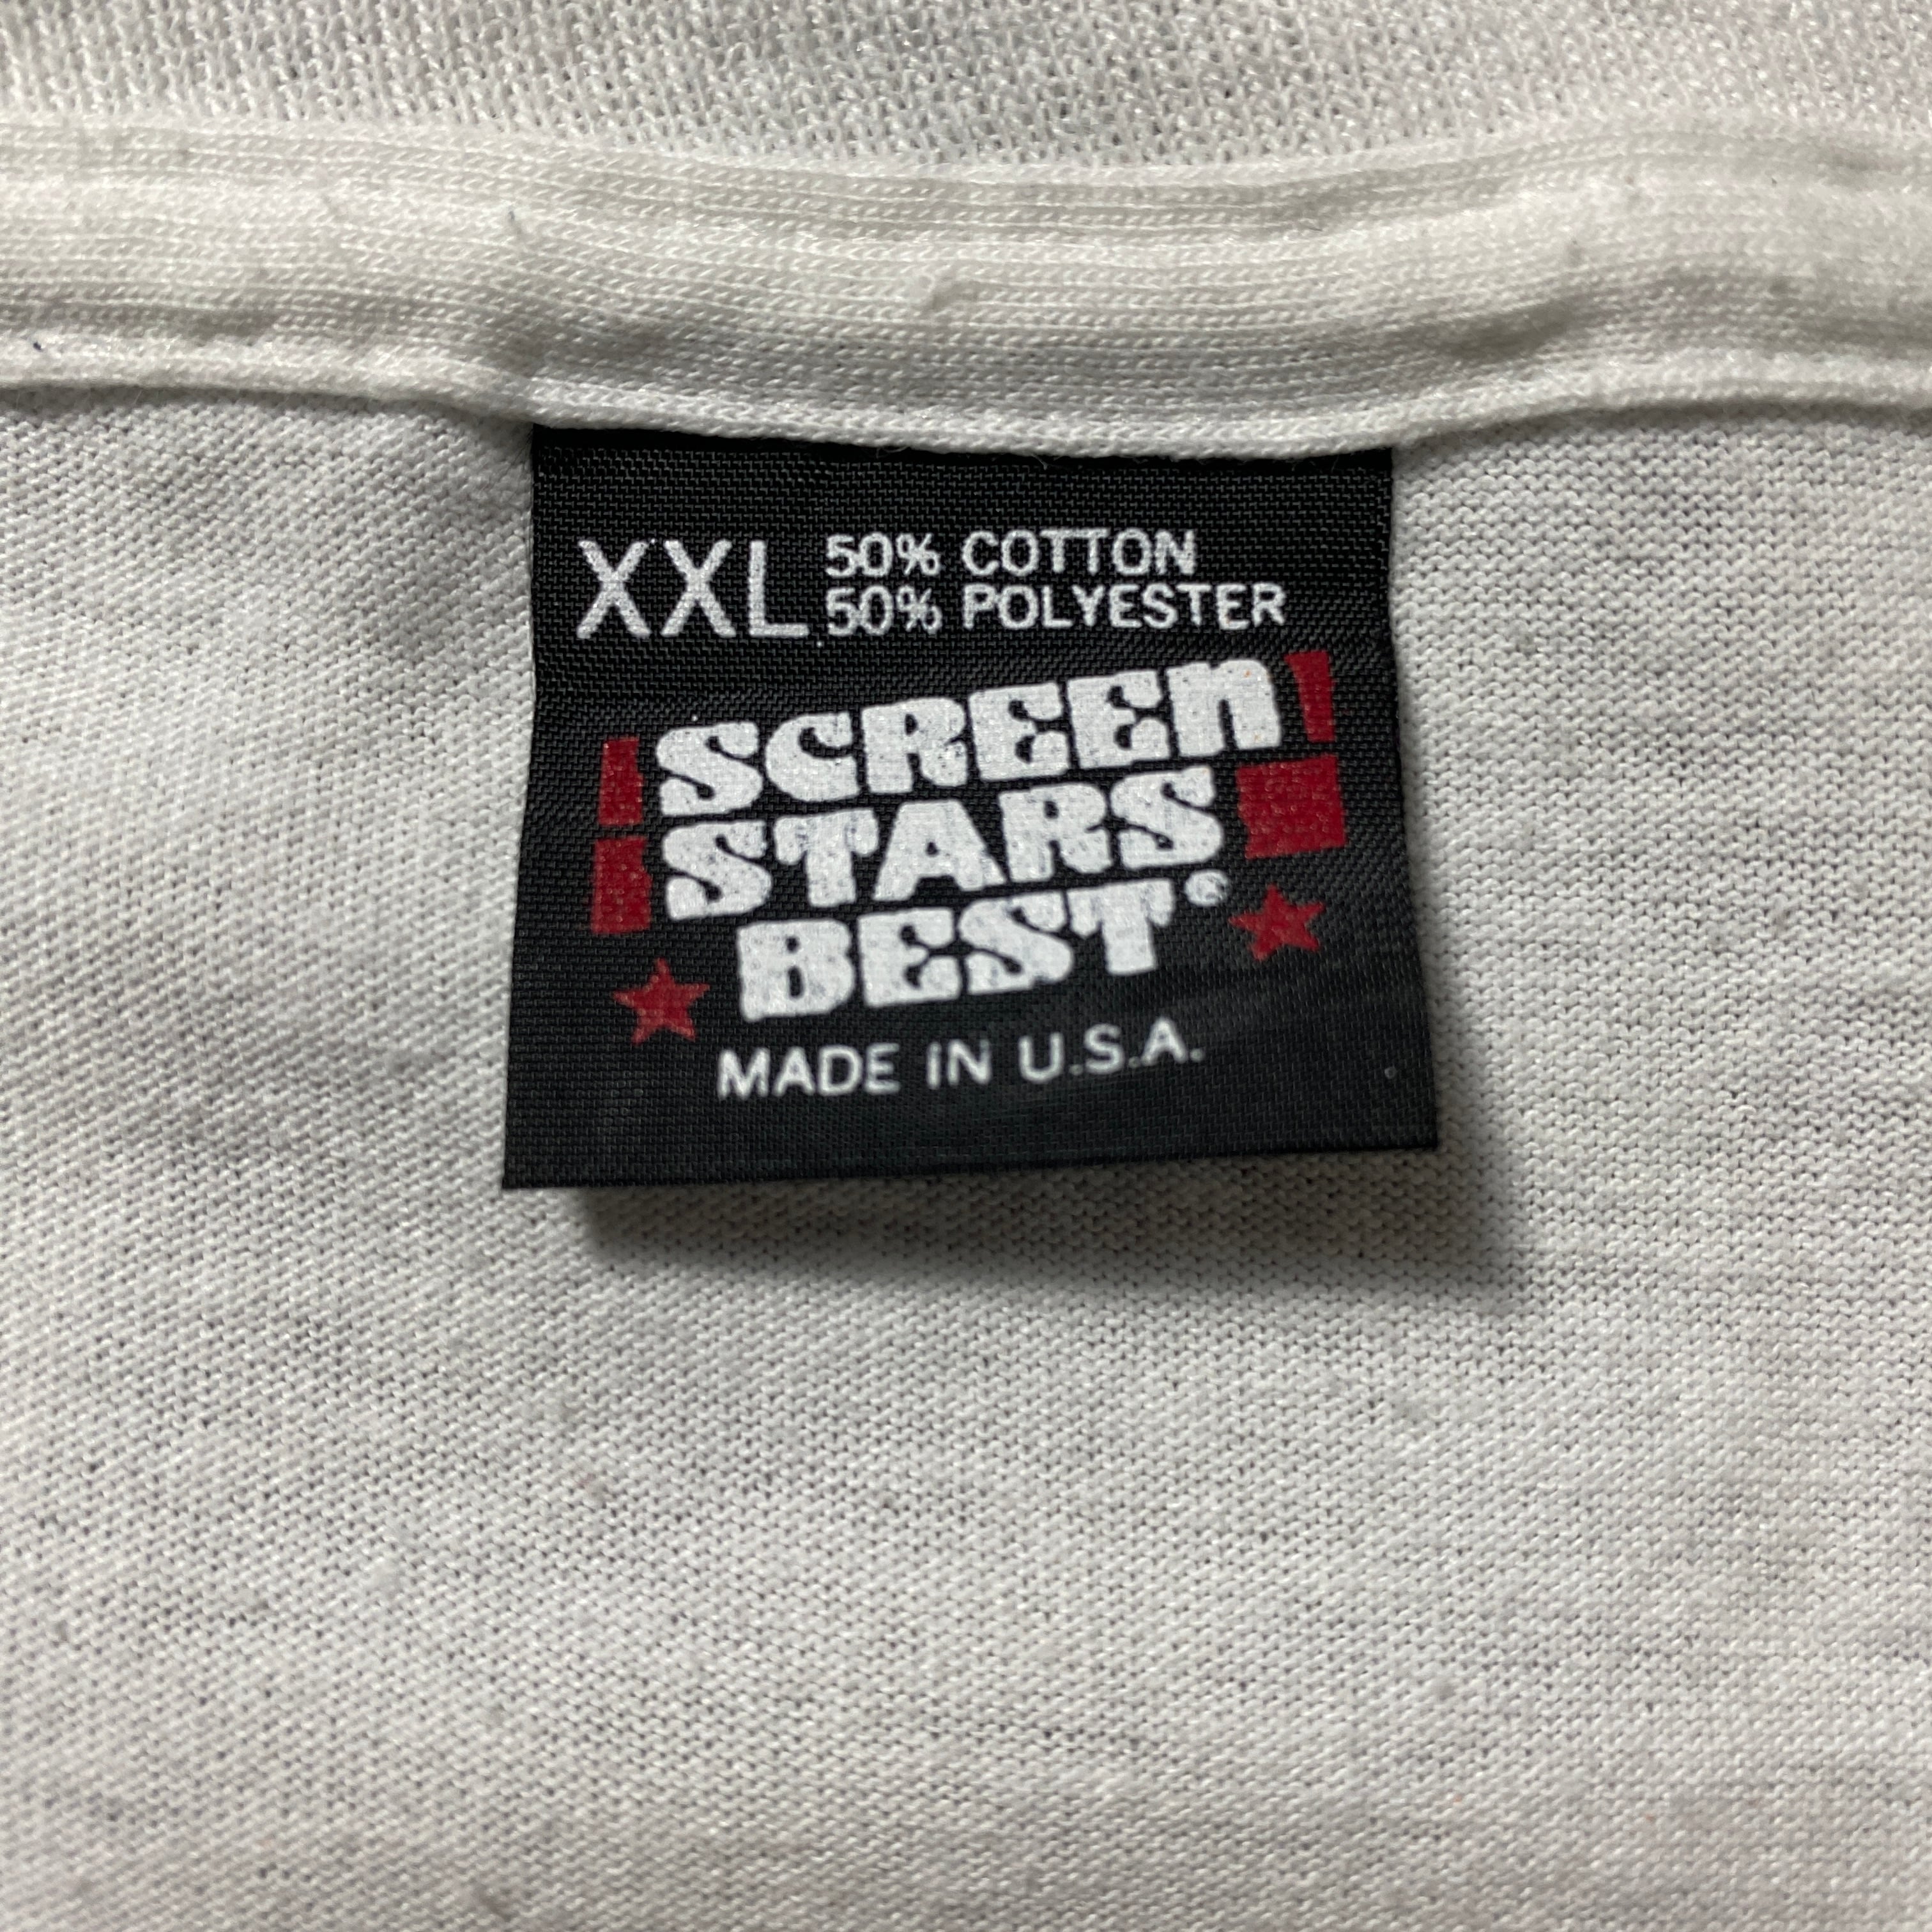 XXL 50% COTTON
50% POLYESTER
SCREEN
STARS
BEST®
MADE IN U.S.A.